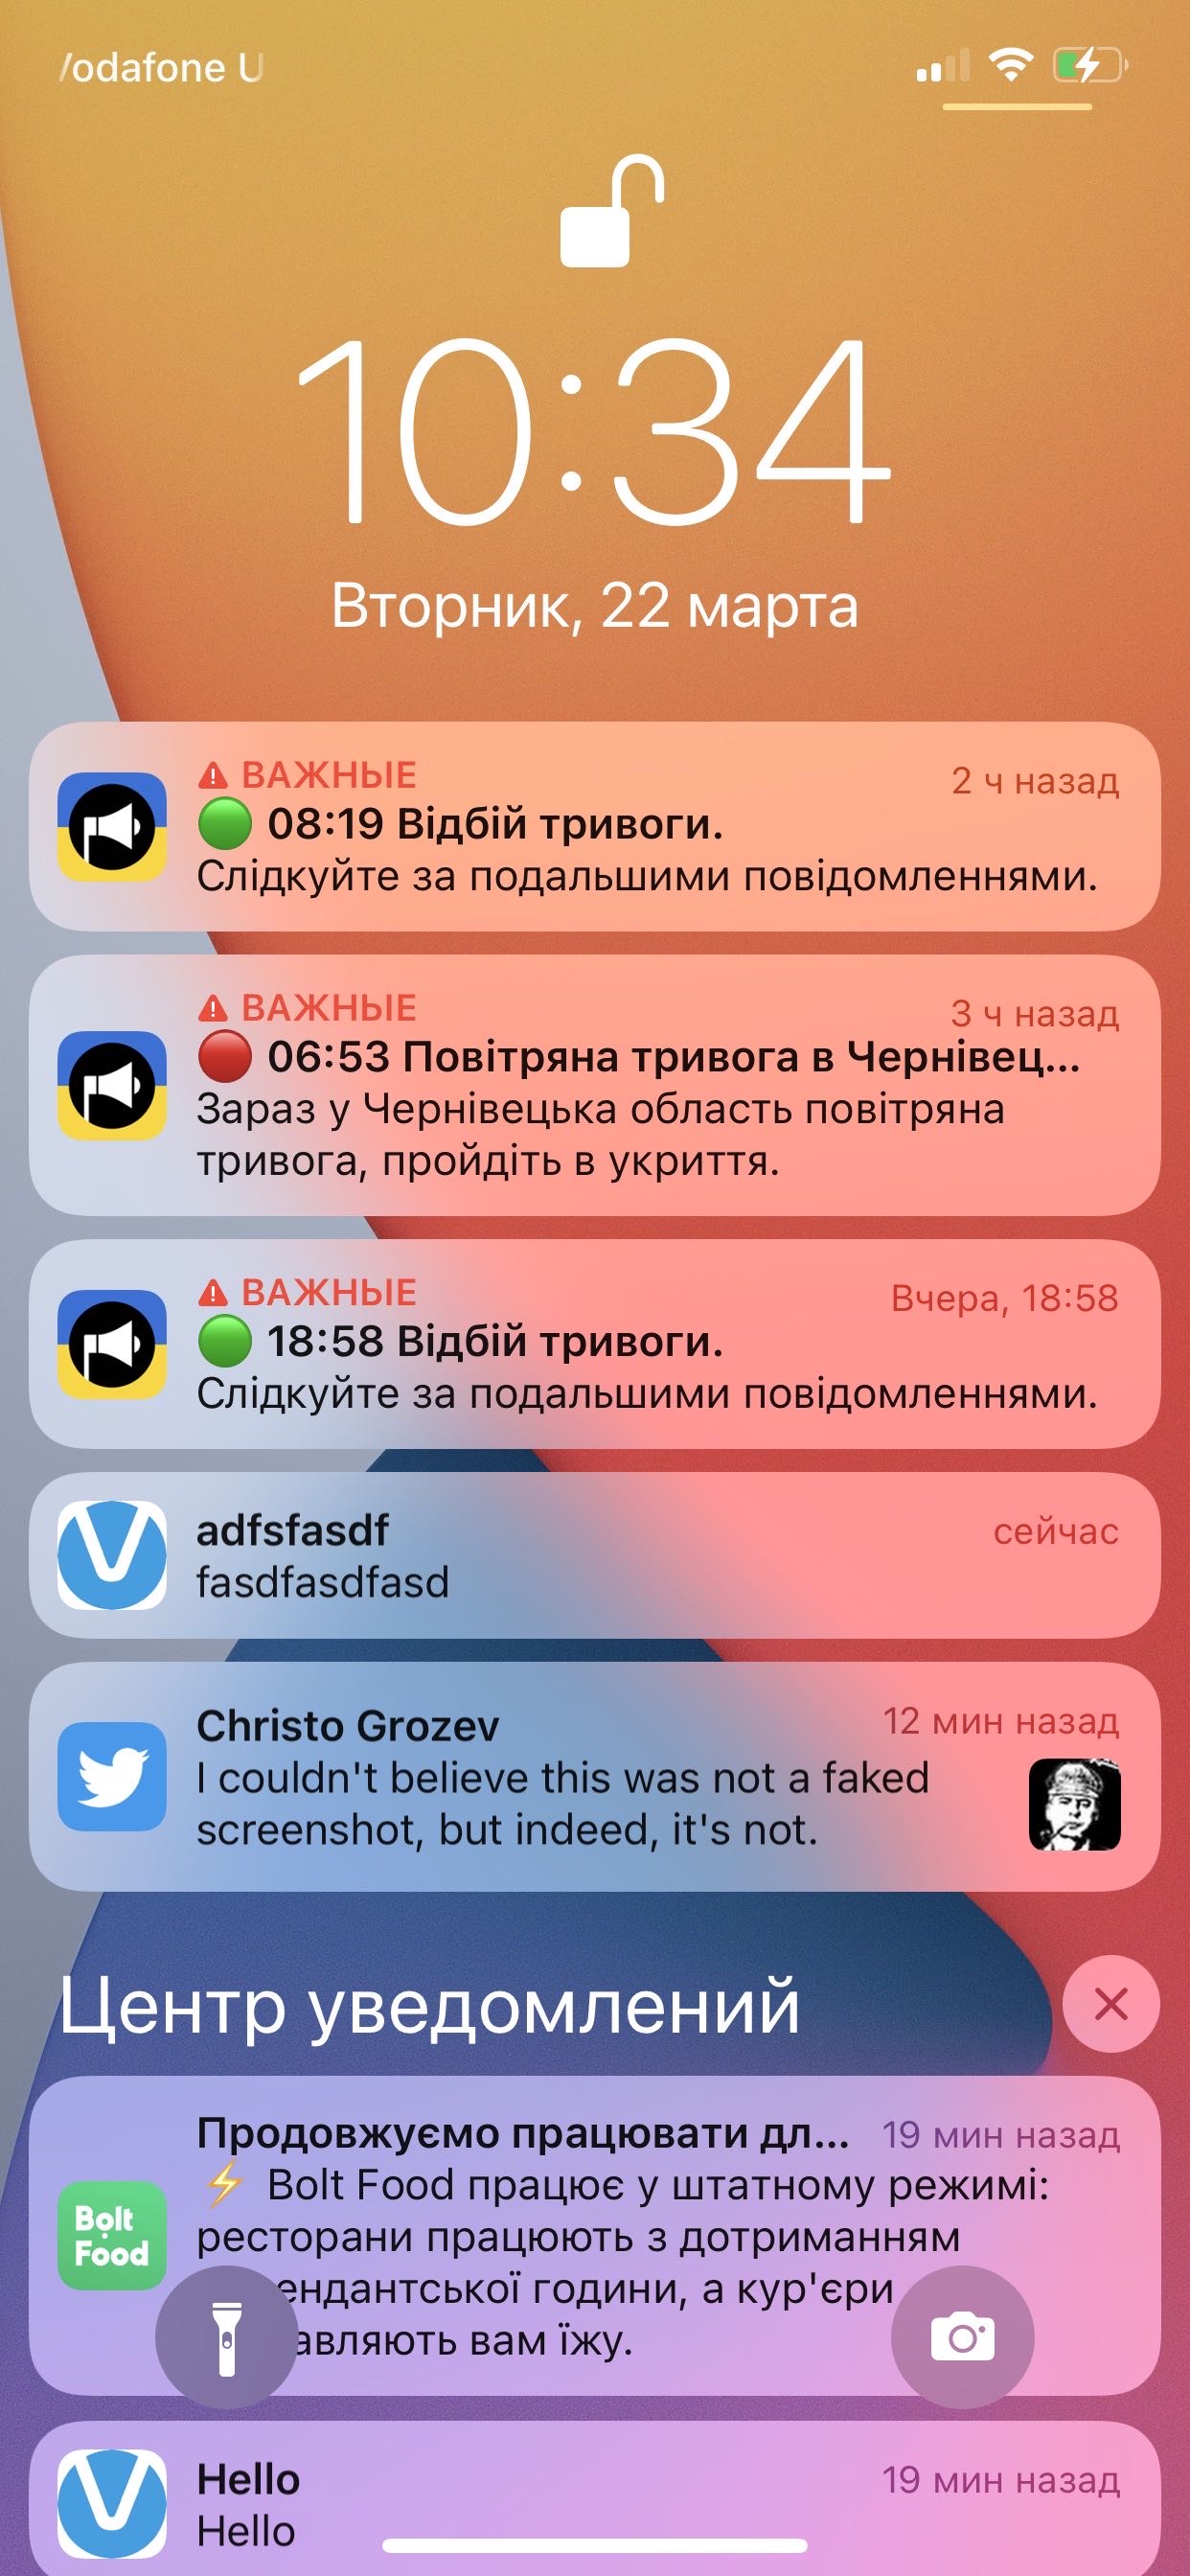 Vodafone U
10:34
Вторник, 22 марта
ВАЖНЫЕ
2 ч назад
08:19 Відбій тривоги.
Слідкуйте за подальшими повідомленнями.
ВАЖНЫЕ
3 ч назад
06:53 Повітряна тривога в Чернівец...
Зараз у Чернівецька область повітряна
тривога, пройдіть в укриття.
ВАЖНЫЕ
Вчера, 18:58
18:58 Відбій тривоги.
Слідкуйте за подальшими повідомленнями.
adfsfasdf
сейчас
fasdfasdfasd
Christo Grozev
12 мин назад
I couldn't believe this was not a faked
screenshot, but indeed, it's not.
Центр уведомлений
Продовжуємо працювати дл...
19 мин назад
⚡ Bolt Food працює у штатному режимі:
ресторани працюють з дотриманням
ендантської години, а кур'єри
авляють вам їжу.
Bolt
Food
Hello
19 мин назад
Hello